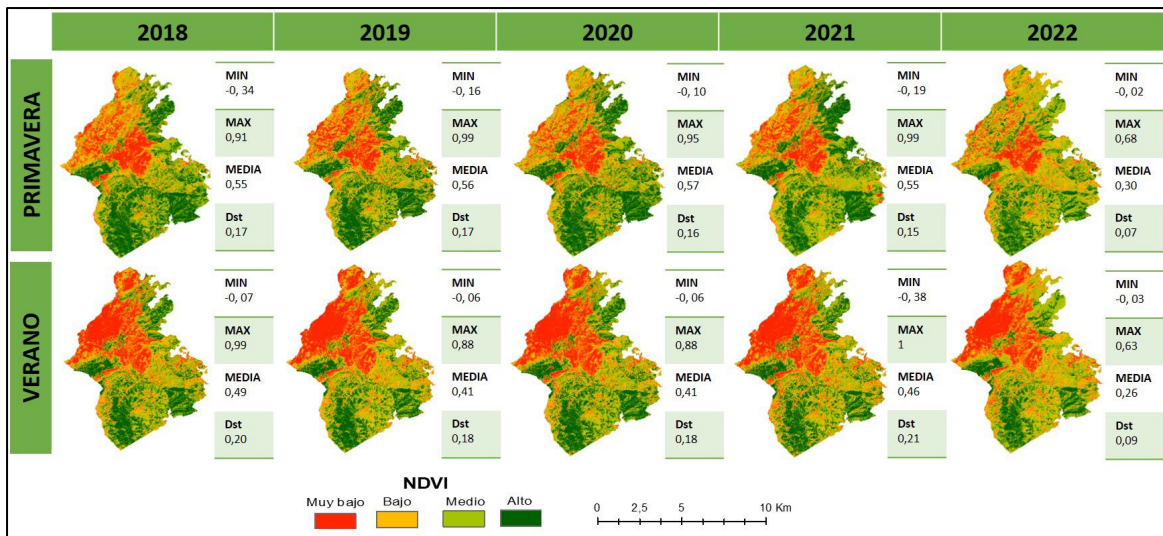 2018 2019 2020 2021 2022
PRIMAVERA
MIN MIN MIN MIN MIN
-0, 34 -0, 16 -0, 10 -0, 19 -0, 02
MAX MAX MAX MAX MAX
0,91 0,99 0,95 0,99 0,68
MEDIA MEDIA MEDIA MEDIA MEDIA
0,55 0,56 0,57 0,55 0,30
Dst Dst Dst Dst Dst
0,17 0,17 0,16 0,15 0,07
VERANO
MIN MIN MIN MIN MIN
-0, 07 -0, 06 -0, 06 -0, 38 -0, 03
MAX MAX MAX MAX MAX
0,99 0,88 0,88 1 0,63
MEDIA MEDIA MEDIA MEDIA MEDIA
0,49 0,41 0,41 0,46 0,26
Dst Dst Dst Dst Dst
0,20 0,18 0,18 0,21 0,09
NDVI
Muy bajo Bajo Medio Alto
0 2,5 5 10 Km